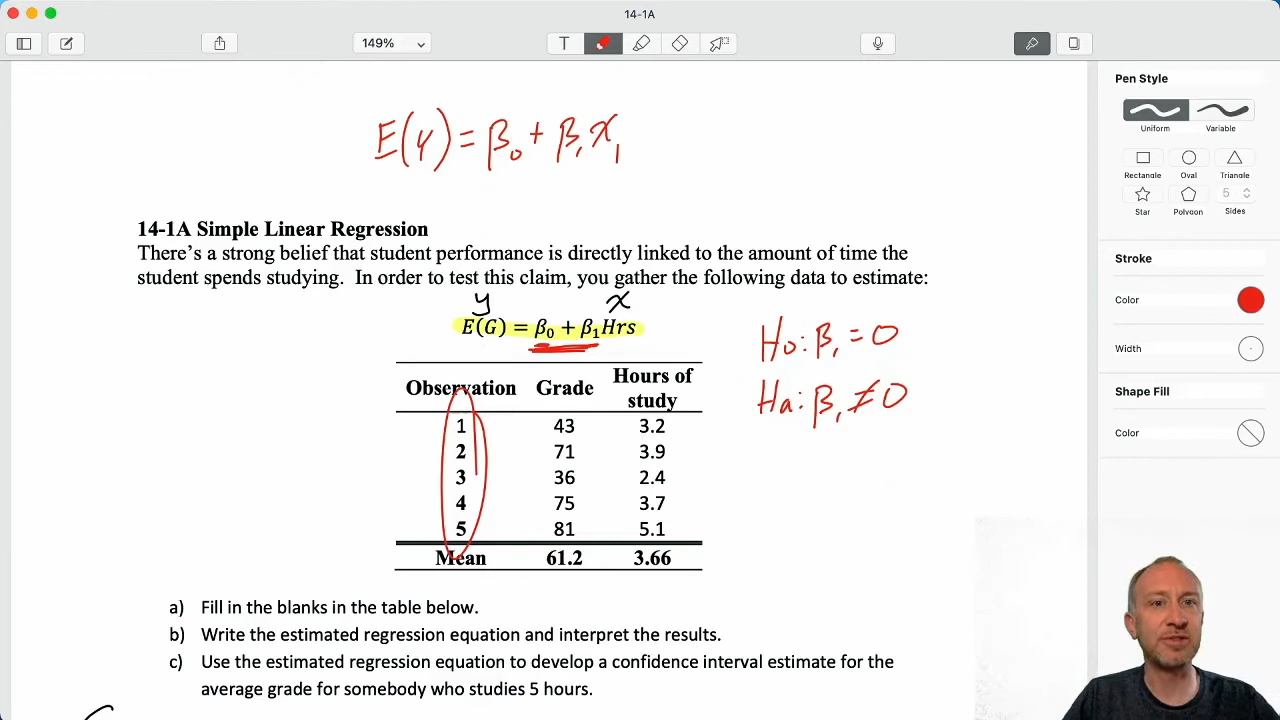 14-1A
149%
T
E(y) = β₀ + β₁x₁
14-1A Simple Linear Regression
There's a strong belief that student performance is directly linked to the amount of time the
student spends studying. In order to test this claim, you gather the following data to estimate:
y x
E(G) = β₀ + β₁Hrs
H₀: β₁ = 0
Ha: β₁ ≠ 0
Observation Grade Hours of study
1 43 3.2
2 71 3.9
3 36 2.4
4 75 3.7
5 81 5.1
Mean 61.2 3.66
a) Fill in the blanks in the table below.
b) Write the estimated regression equation and interpret the results.
c) Use the estimated regression equation to develop a confidence interval estimate for the
average grade for somebody who studies 5 hours.
Pen Style
Uniform Variable
Rectangle Oval Triangle
5
Star Polygon Sides
Stroke
Color
Width
Shape Fill
Color